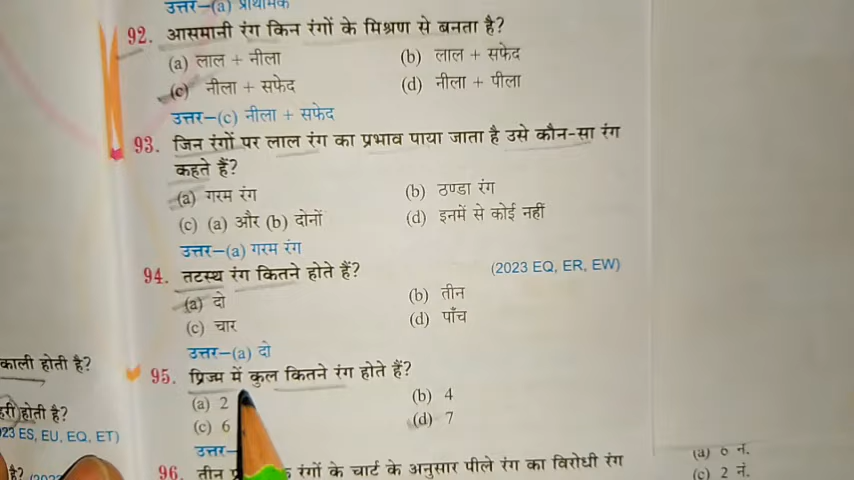 उत्तर–(a) प्राथमिक
92. आसमानी रंग किन रंगों के मिश्रण से बनता है?
(a) लाल + नीला (b) लाल + सफेद
(c) नीला + सफेद (d) नीला + पीला
उत्तर–(c) नीला + सफेद
93. जिन रंगों पर लाल रंग का प्रभाव पाया जाता है उसे कौन-सा रंग
कहते हैं?
(a) गरम रंग (b) ठण्डा रंग
(c) (a) और (b) दोनों (d) इनमें से कोई नहीं
उत्तर–(a) गरम रंग
94. तटस्थ रंग कितने होते हैं? (2023 EQ, ER, EW)
(a) दो (b) तीन
(c) चार (d) पाँच
उत्तर–(a) दो
95. प्रिज्म में कुल कितने रंग होते हैं?
(a) 2 (b) 4
(c) 6 (d) 7
उत्तर–
96. तीन रंगों के चार्ट के अनुसार पीले रंग का विरोधी रंग
काली होती है?
होती है?
23 ES, EU, EQ, ET)
है?
(a) 6 नं.
(c) 2 नं.